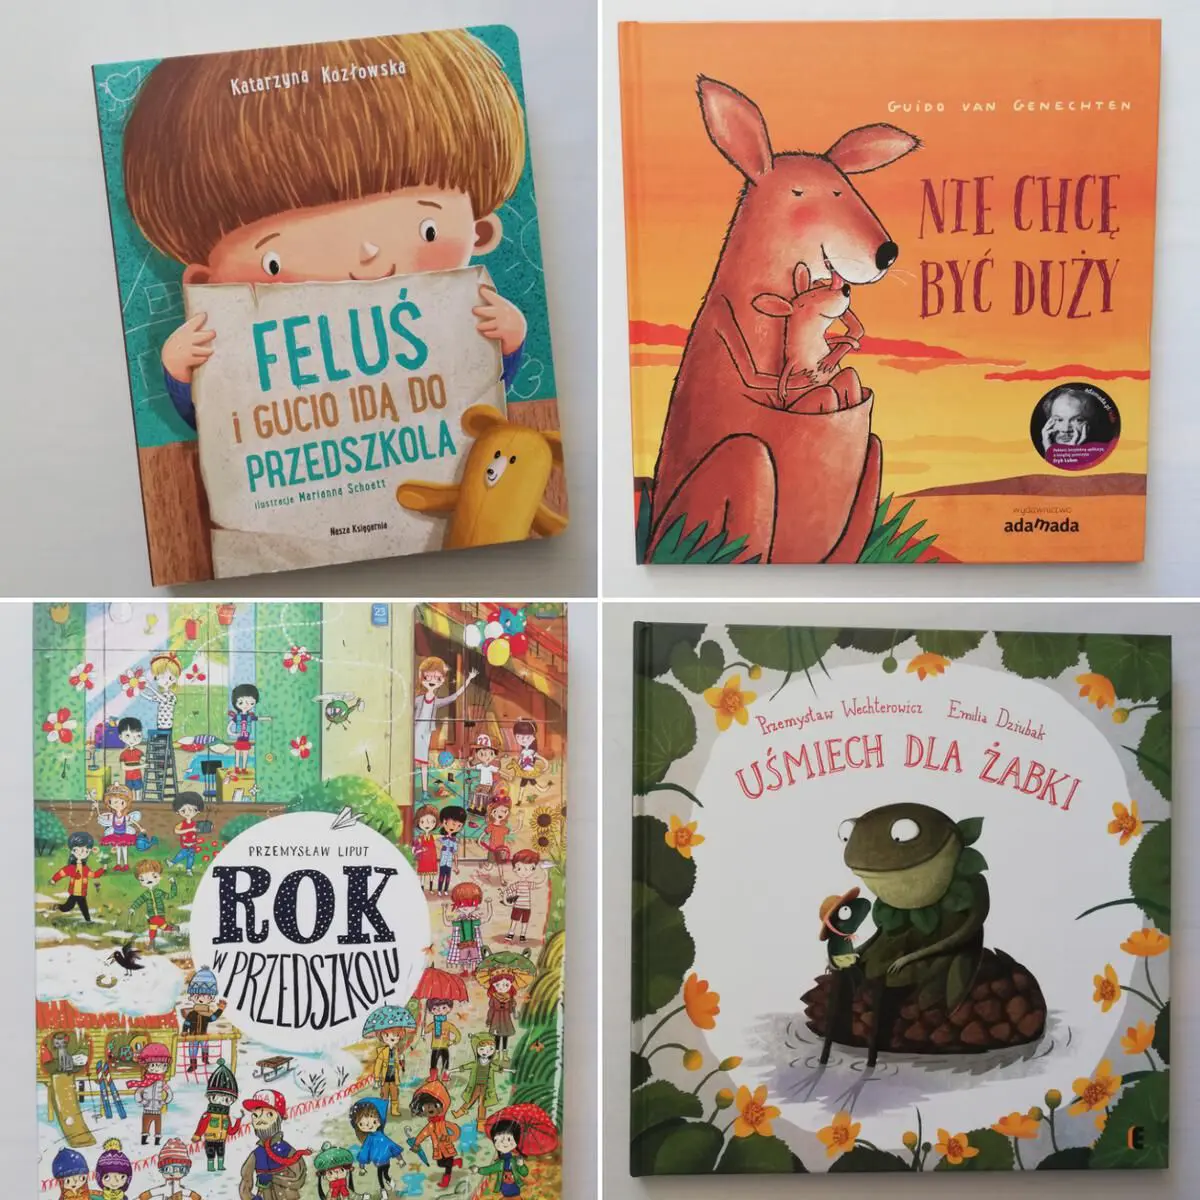 Katarzyna Kozłowska
FELUŚ
i GUCIO IDĄ DO
PRZEDSZKOLA
ilustracje Marianna Schoett
Nasza Księgarnia
GUIDO VAN GENECHTEN
NIE CHCĘ
BYĆ DUŻY
wydawnictwo
adamada
23
PRZEMYSŁAW LIPUT
ROK
W PRZEDSZKOLU
Przemysław Wechterowicz Emilia Dziubak
UŚMIECH DLA ŻABKI